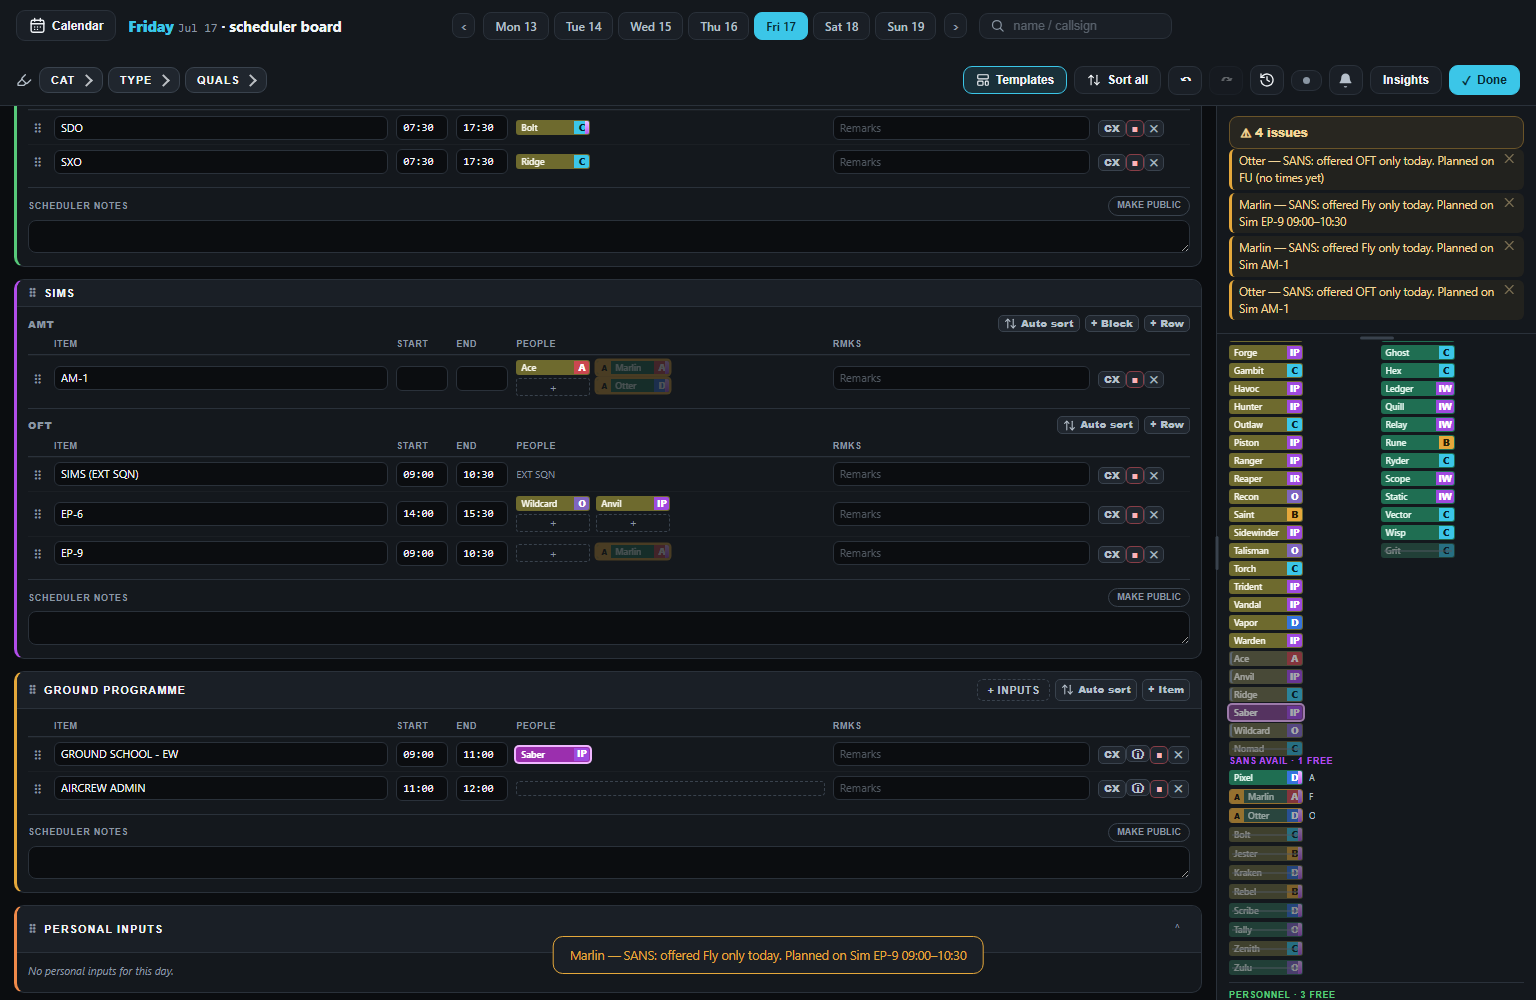 Calendar
Friday Jul 17 · scheduler board
‹ Mon 13 Tue 14 Wed 15 Thu 16 Fri 17 Sat 18 Sun 19 ›
name / callsign
CAT TYPE QUALS
Templates Sort all Insights ✓ Done
SDO 07:30 17:30 Bolt C Remarks CX ✕
SXO 07:30 17:30 Ridge C Remarks CX ✕
SCHEDULER NOTES MAKE PUBLIC
SIMS
AMT Auto sort + Block + Row
ITEM START END PEOPLE RMKS
AM-1 Ace A A Marlin A Remarks CX ✕
+ A Otter D
OFT Auto sort + Row
ITEM START END PEOPLE RMKS
SIMS (EXT SQN) 09:00 10:30 EXT SQN Remarks CX ✕
EP-6 14:00 15:30 Wildcard O Anvil IP Remarks CX ✕
+ +
EP-9 09:00 10:30 + A Marlin A Remarks CX ✕
SCHEDULER NOTES MAKE PUBLIC
GROUND PROGRAMME + INPUTS Auto sort + Item
ITEM START END PEOPLE RMKS
GROUND SCHOOL - EW 09:00 11:00 Saber IP Remarks CX ✕
AIRCREW ADMIN 11:00 12:00 Remarks CX ✕
SCHEDULER NOTES MAKE PUBLIC
PERSONAL INPUTS ^
No personal inputs for this day.
Marlin — SANS: offered Fly only today. Planned on Sim EP-9 09:00–10:30
⚠ 4 issues
Otter — SANS: offered OFT only today. Planned on
FU (no times yet)
Marlin — SANS: offered Fly only today. Planned on
Sim EP-9 09:00–10:30
Marlin — SANS: offered Fly only today. Planned on
Sim AM-1
Otter — SANS: offered OFT only today. Planned on
Sim AM-1
Forge IP Ghost C
Gambit C Hex C
Havoc IP Ledger IW
Hunter IP Quill IW
Outlaw C Relay IW
Piston IP Rune B
Ranger IP Ryder C
Reaper IR Scope IW
Recon O Static IW
Saint B Vector C
Sidewinder IP Wisp C
Talisman O Grit C
Torch C
Trident IP
Vandal IP
Vapor D
Warden IP
Ace A
Anvil IP
Ridge C
Saber IP
Wildcard O
Nomad C
SANS AVAIL · 1 FREE
Pixel D A
A Marlin A F
A Otter D O
Bolt C
Jester B
Kraken D
Rebel B
Scribe D
Tally O
Zenith C
Zulu O
PERSONNEL · 3 FREE